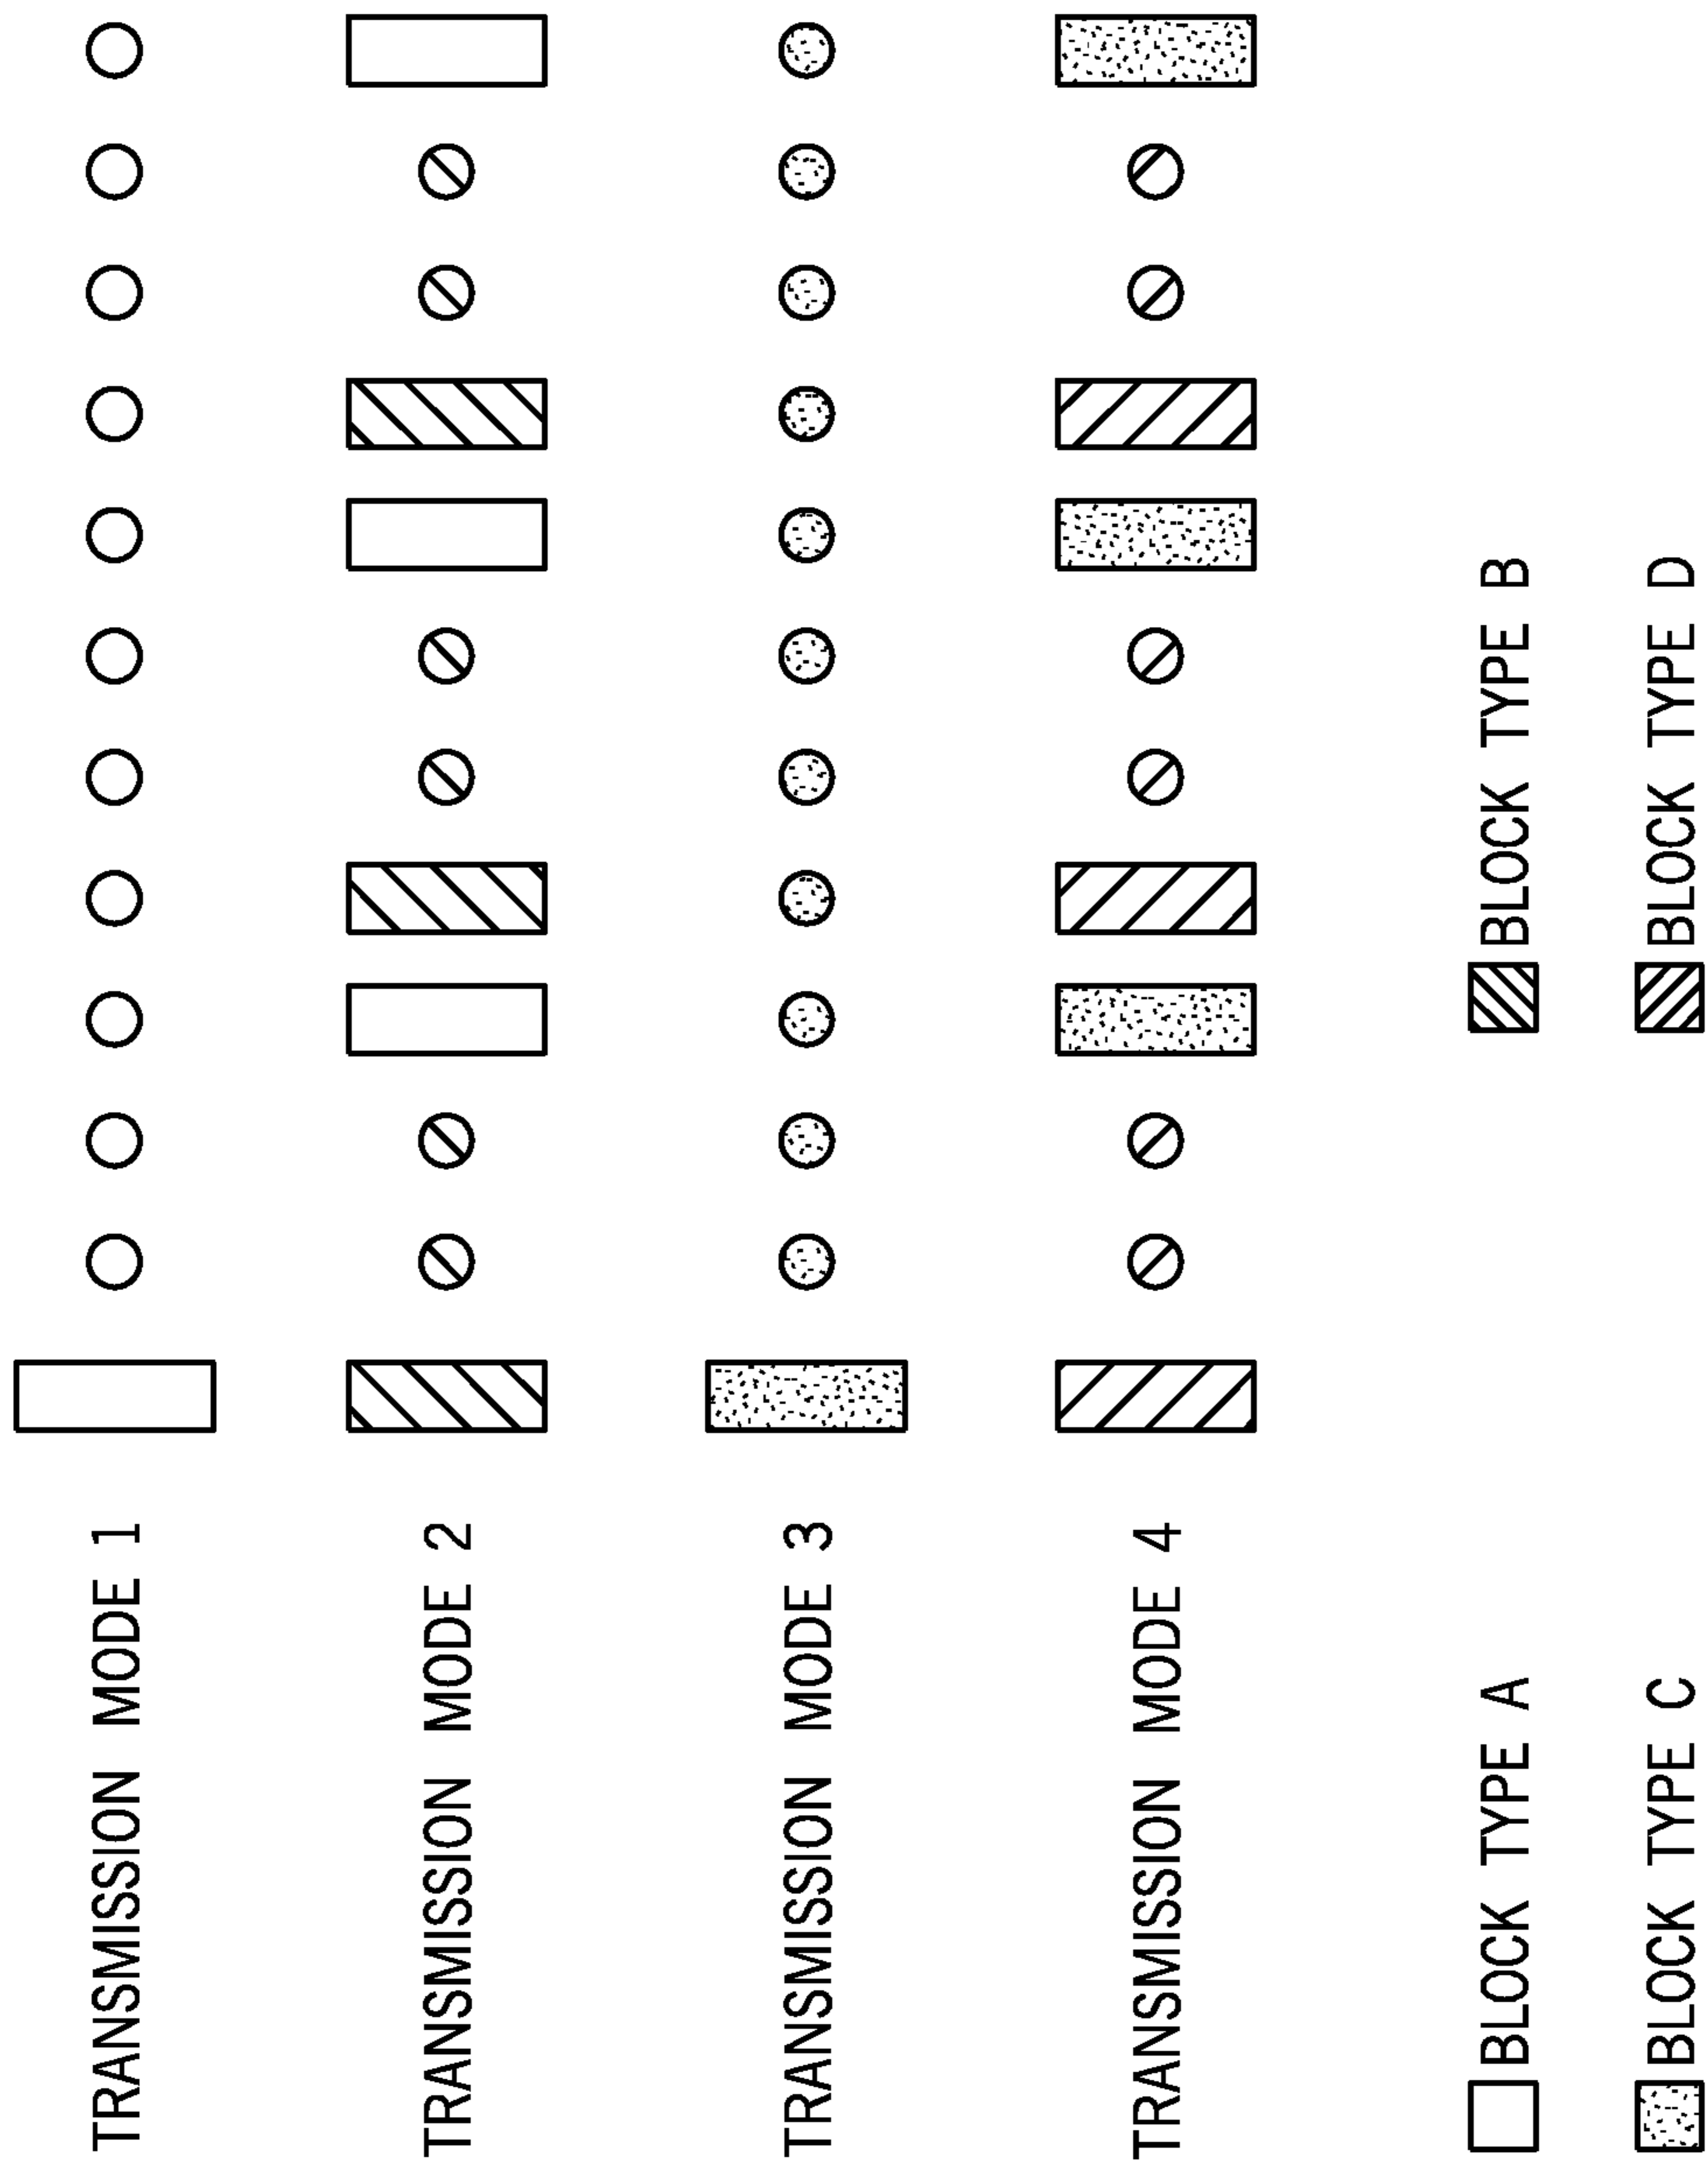 TRANSMISSION MODE 1
TRANSMISSION MODE 2
TRANSMISSION MODE 3
TRANSMISSION MODE 4
BLOCK TYPE A BLOCK TYPE B
BLOCK TYPE C BLOCK TYPE D